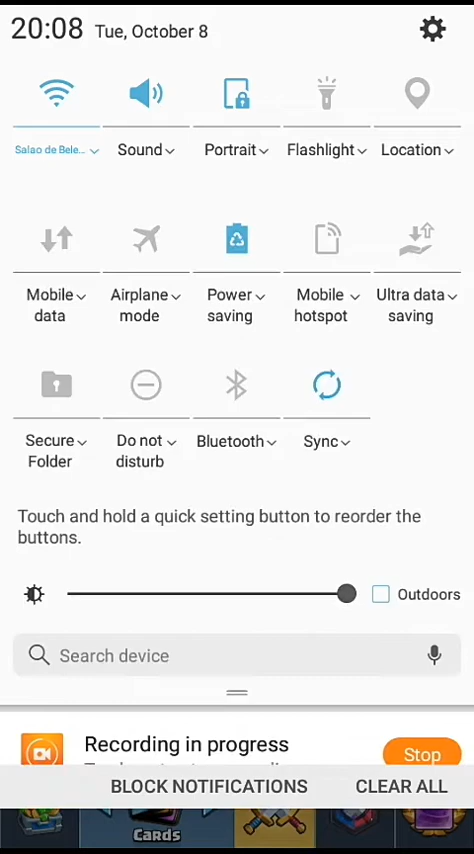 20:08 Tue, October 8
Salao de Bele... Sound Portrait Flashlight Location
Mobile data Airplane mode Power saving Mobile hotspot Ultra data saving
Secure Folder Do not disturb Bluetooth Sync
Touch and hold a quick setting button to reorder the
buttons.
Outdoors
Search device
Recording in progress
Stop
BLOCK NOTIFICATIONS CLEAR ALL
Cards